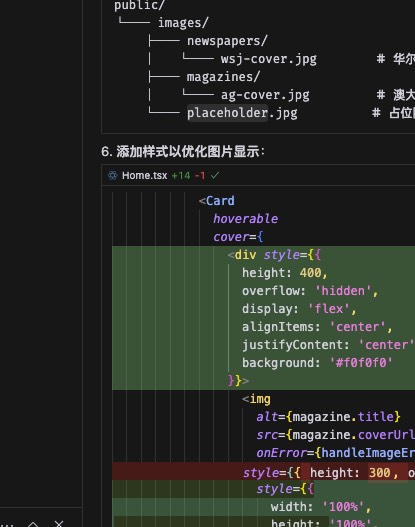 public/
└── images/
├── newspapers/
│ └── wsj-cover.jpg # 华尔
├── magazines/
│ └── ag-cover.jpg # 澳大
└── placeholder.jpg # 占位
6. 添加样式以优化图片显示：
Home.tsx +14 -1 ✓
<Card
hoverable
cover={
<div style={{
height: 400,
overflow: 'hidden',
display: 'flex',
alignItems: 'center',
justifyContent: 'center'
background: '#f0f0f0'
}}>
<img
alt={magazine.title}
src={magazine.coverUrl
onError={handleImageEr
style={{ height: 300, o
style={{
width: '100%',
height: '100%',